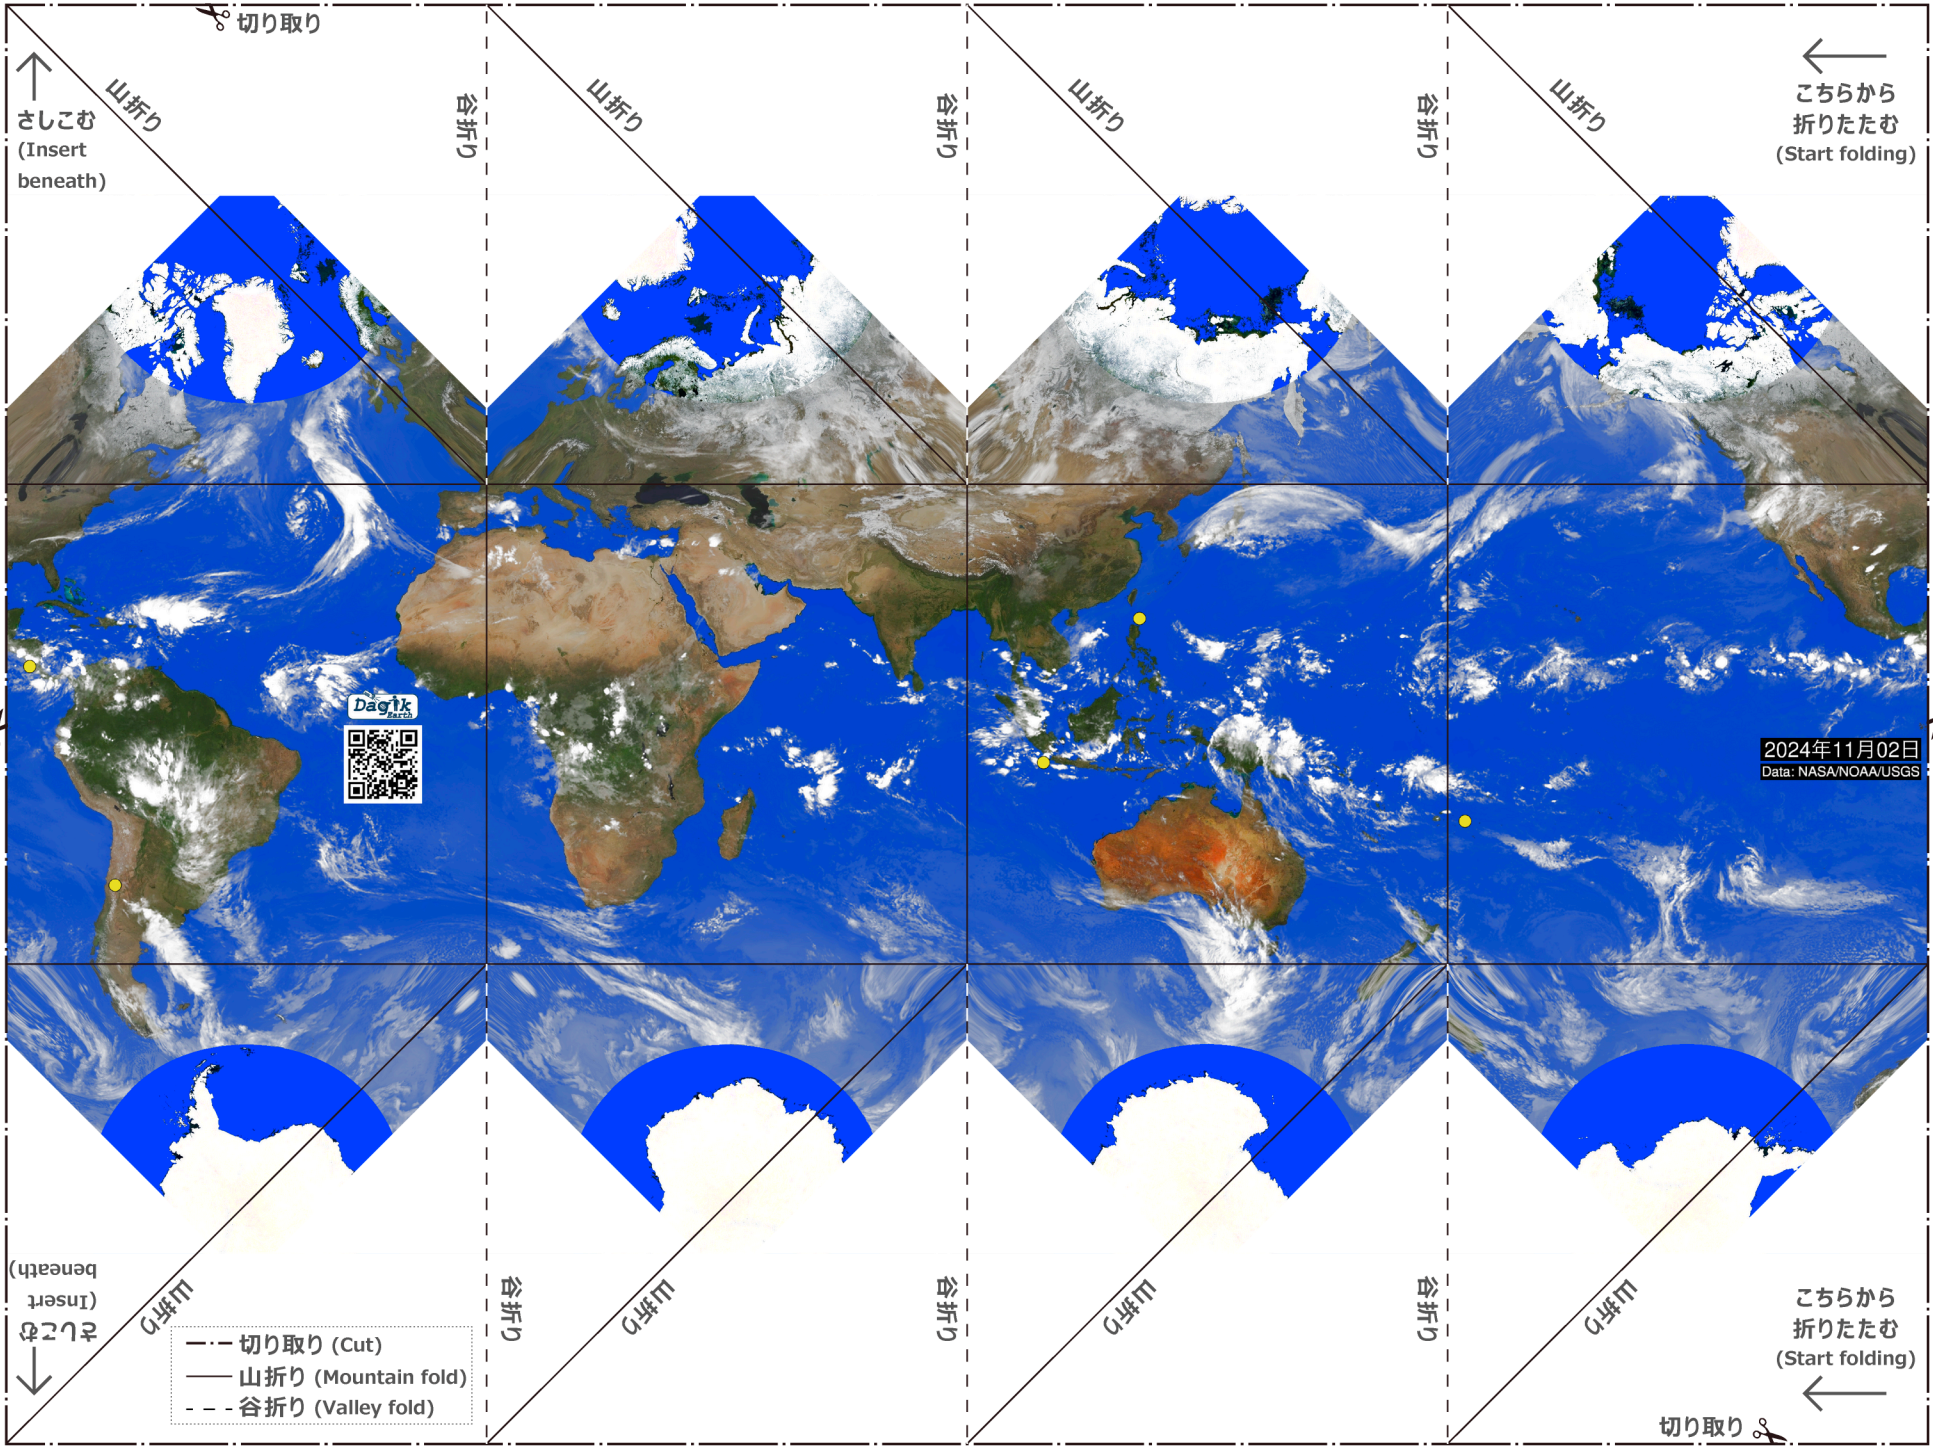 切り取り
山折り
谷折り
山折り
谷折り
山折り
谷折り
山折り
さしこむ
(Insert
beneath)
こちらから
折りたたむ
(Start folding)
Dagik
Earth
2024年11月02日
Data: NASA/NOAA/USGS
さしこむ
(Insert
beneath)
山折り
谷折り
山折り
谷折り
山折り
谷折り
山折り
切り取り (Cut)
山折り (Mountain fold)
谷折り (Valley fold)
こちらから
折りたたむ
(Start folding)
切り取り